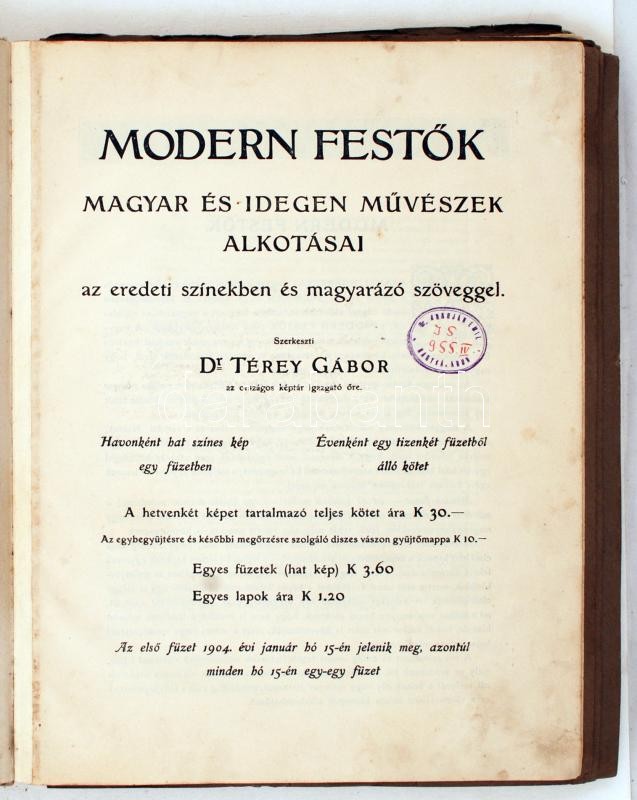 MODERN FESTŐK
MAGYAR ÉS IDEGEN MŰVÉSZEK
ALKOTÁSAI
az eredeti színekben és magyarázó szöveggel.
Szerkeszti
Dr TÉREY GÁBOR
az országos képtár igazgató őre.
Havonként hat színes kép
egy füzetben
Évenként egy tizenkét füzetből
álló kötet
A hetvenkét képet tartalmazó teljes kötet ára K 30.—
Az egybegyüjtésre és későbbi megőrzésre szolgáló diszes vászon gyüjtőmappa K 10.—
Egyes füzetek (hat kép) K 3.60
Egyes lapok ára K 1.20
Az első füzet 1904. évi január hó 15-én jelenik meg, azontúl
minden hó 15-én egy-egy füzet
darabanth